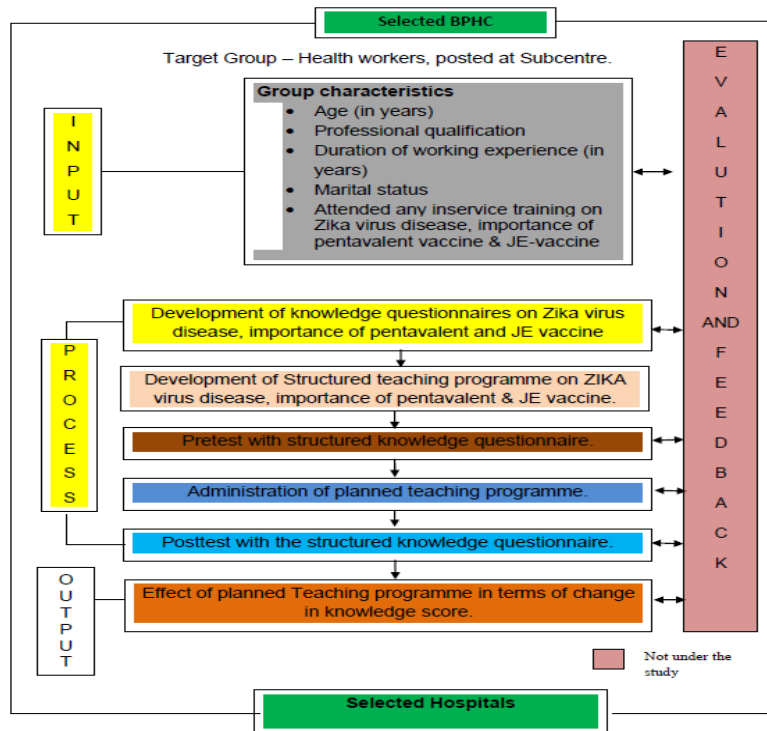 Selected BPHC
Target Group – Health workers, posted at Subcentre.
INPUT
Group characteristics
• Age (in years)
• Professional qualification
• Duration of working experience (in
years)
• Marital status
• Attended any inservice training on
Zika virus disease, importance of
pentavalent vaccine & JE-vaccine
EVALUTION AND FEEDBACK
PROCESS
Development of knowledge questionnaires on Zika virus
disease, importance of pentavalent and JE vaccine
Development of Structured teaching programme on ZIKA
virus disease, importance of pentavalent & JE vaccine.
Pretest with structured knowledge questionnaire.
Administration of planned teaching programme.
Posttest with the structured knowledge questionnaire.
OUTPUT
Effect of planned Teaching programme in terms of change
in knowledge score.
Not under the
study
Selected Hospitals